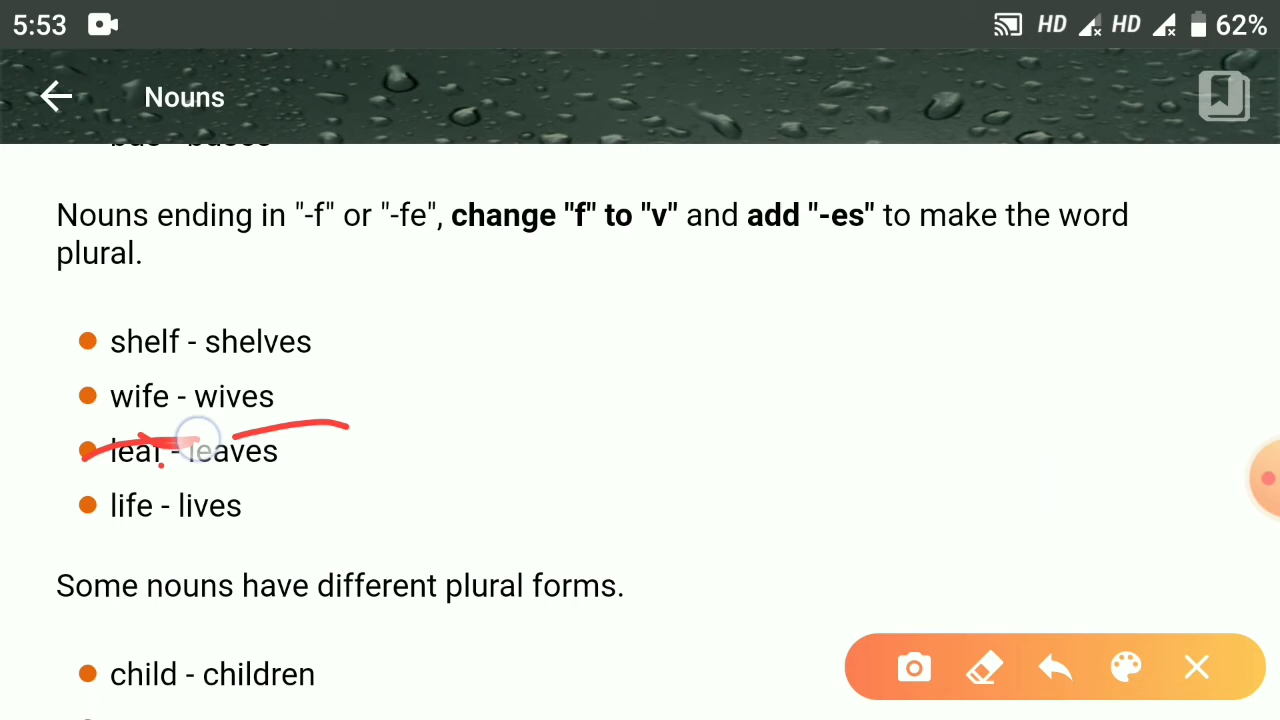 5:53 HD HD 62%
Nouns
Nouns ending in "-f" or "-fe", change "f" to "v" and add "-es" to make the word
plural.
shelf - shelves
wife - wives
leaf - leaves
life - lives
Some nouns have different plural forms.
child - children